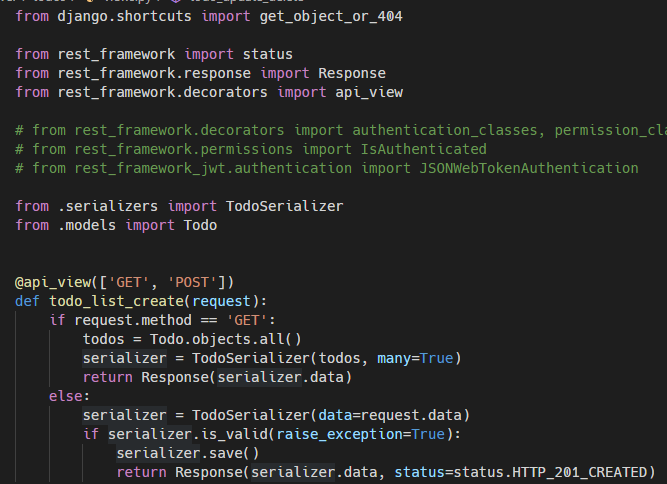 from django.shortcuts import get_object_or_404
from rest_framework import status
from rest_framework.response import Response
from rest_framework.decorators import api_view
# from rest_framework.decorators import authentication_classes, permission_cla
# from rest_framework.permissions import IsAuthenticated
# from rest_framework_jwt.authentication import JSONWebTokenAuthentication
from .serializers import TodoSerializer
from .models import Todo
@api_view(['GET', 'POST'])
def todo_list_create(request):
    if request.method == 'GET':
        todos = Todo.objects.all()
        serializer = TodoSerializer(todos, many=True)
        return Response(serializer.data)
    else:
        serializer = TodoSerializer(data=request.data)
        if serializer.is_valid(raise_exception=True):
            serializer.save()
            return Response(serializer.data, status=status.HTTP_201_CREATED)